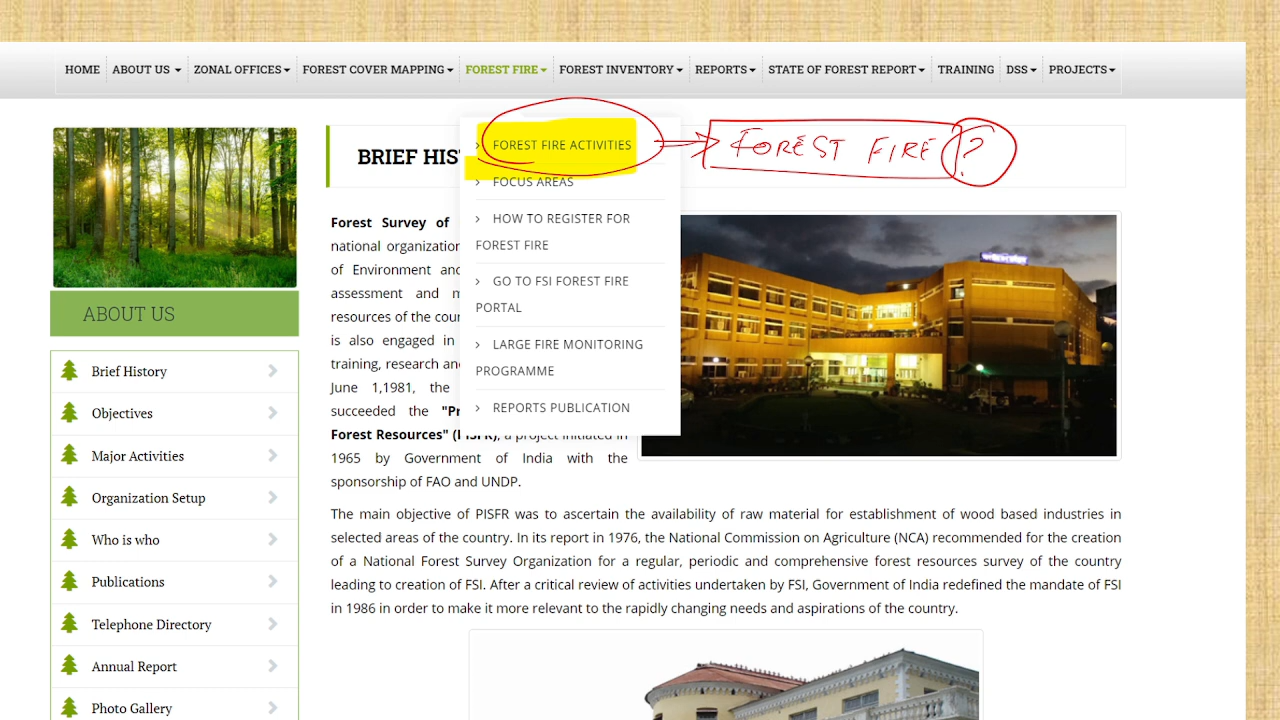 HOME ABOUT US ZONAL OFFICES FOREST COVER MAPPING FOREST FIRE FOREST INVENTORY REPORTS STATE OF FOREST REPORT TRAINING DSS PROJECTS
FOREST FIRE ACTIVITIES
FOREST FIRE ?
FOCUS AREAS
HOW TO REGISTER FOR
FOREST FIRE
GO TO FSI FOREST FIRE
PORTAL
LARGE FIRE MONITORING
PROGRAMME
REPORTS PUBLICATION
ABOUT US
Brief History
Objectives
Major Activities
Organization Setup
Who is who
Publications
Telephone Directory
Annual Report
Photo Gallery
BRIEF
Forest Survey of
national organization
of Environment
assessment and
resources of the
is also engaged in
training, research
June 1,1981, the
succeeded the
Forest Resources" a project initiated in
1965 by Government of India with the
sponsorship of FAO and UNDP.
The main objective of PISFR was to ascertain the availability of raw material for establishment of wood based industries in
selected areas of the country. In its report in 1976, the National Commission on Agriculture (NCA) recommended for the creation
of a National Forest Survey Organization for a regular, periodic and comprehensive forest resources survey of the country
leading to creation of FSI. After a critical review of activities undertaken by FSI, Government of India redefined the mandate of FSI
in 1986 in order to make it more relevant to the rapidly changing needs and aspirations of the country.